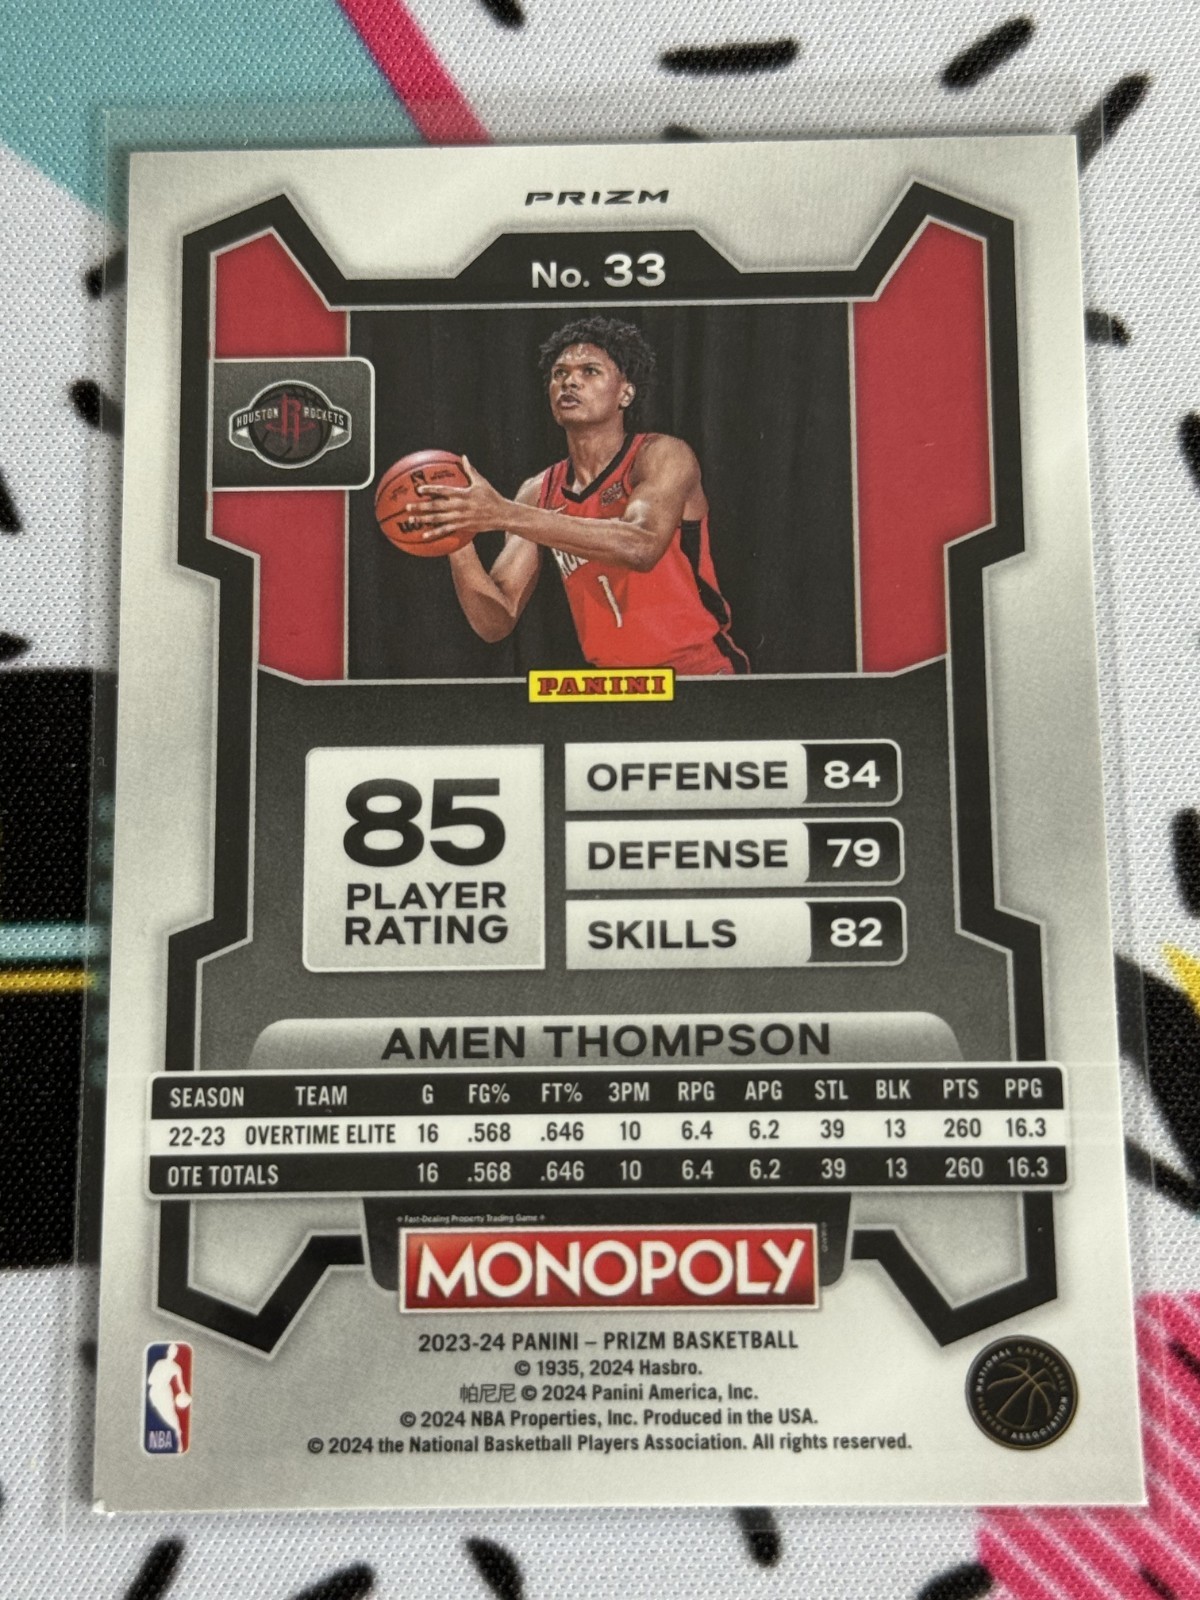 PRIZM
No. 33
HOUSTON ROCKETS
1
PANINI
85
PLAYER
RATING
OFFENSE 84
DEFENSE 79
SKILLS 82
AMEN THOMPSON
SEASON TEAM G FG% FT% 3PM RPG APG STL BLK PTS PPG
22-23 OVERTIME ELITE 16 .568 .646 10 6.4 6.2 39 13 260 16.3
OTE TOTALS 16 .568 .646 10 6.4 6.2 39 13 260 16.3
Fast-Dealing Property Trading Game
MONOPOLY
2023-24 PANINI – PRIZM BASKETBALL
© 1935, 2024 Hasbro.
帕尼尼 © 2024 Panini America, Inc.
© 2024 NBA Properties, Inc. Produced in the USA.
© 2024 the National Basketball Players Association. All rights reserved.
NBA
NATIONAL BASKETBALL
PLAYERS ASSOCIATION